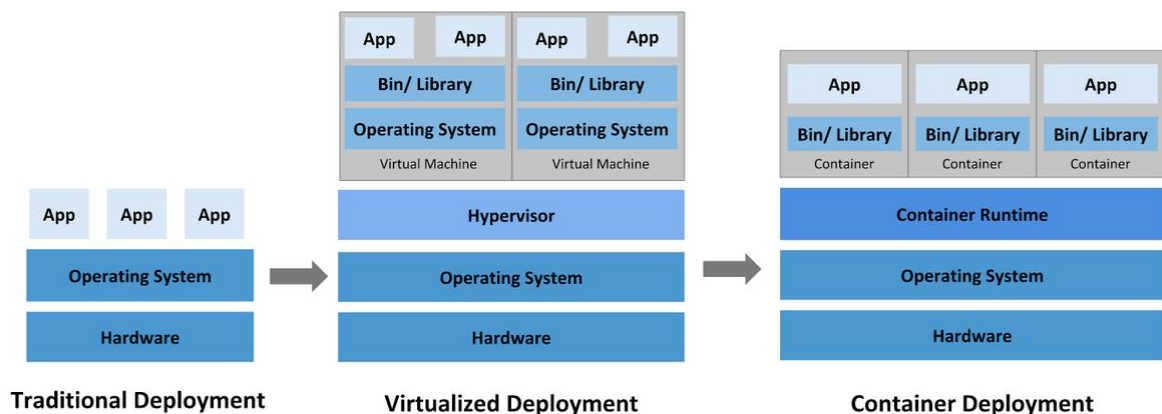 App
App
App
Operating System
Hardware
Traditional Deployment
App
App
App
App
Bin/ Library
Bin/ Library
Operating System
Operating System
Virtual Machine
Virtual Machine
Hypervisor
Operating System
Hardware
Virtualized Deployment
App
App
App
Bin/ Library
Bin/ Library
Bin/ Library
Container
Container
Container
Container Runtime
Operating System
Hardware
Container Deployment